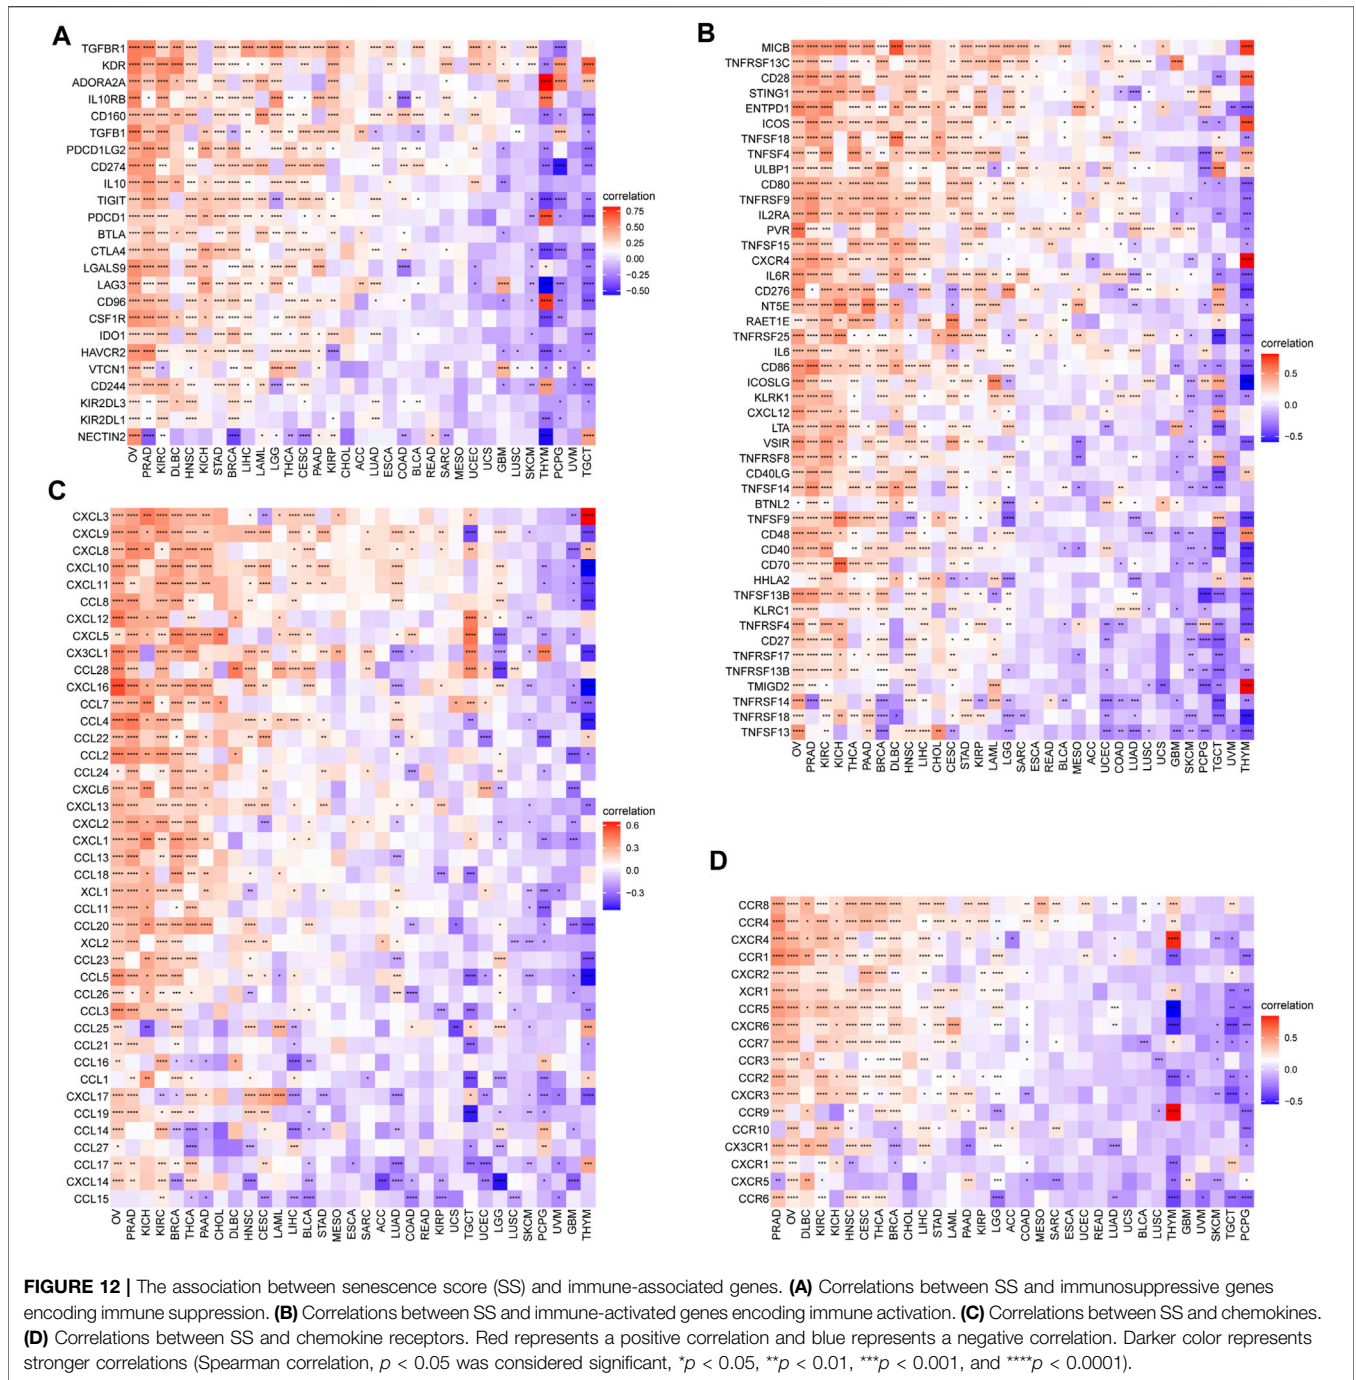 A
TGFBR1
KDR
ADORA2A
IL10RB
CD160
TGFB1
PDCD1LG2
CD274
IL10
TIGIT
PDCD1
BTLA
CTLA4
LGALS9
LAG3
CD96
CSF1R
IDO1
HAVCR2
VTCN1
CD244
KIR2DL3
KIR2DL1
NECTIN2
OV PRAD KIRC DLBC HNSC KICH STAD BRCA LIHC LAML LGG THCA CESC PAAD KIRP CHOL ACC LUAD ESCA COAD BLCA READ SARC MESO UCEC UCS GBM LUSC SKCM THYM PCPG UVM TGCT
correlation
0.75
0.50
0.25
0.00
−0.25
−0.50
B
MICB
TNFRSF13C
CD28
STING1
ENTPD1
ICOS
TNFSF18
TNFSF4
ULBP1
CD80
TNFRSF9
IL2RA
PVR
TNFSF15
CXCR4
IL6R
CD276
NT5E
RAET1E
TNFRSF25
IL6
CD86
ICOSLG
KLRK1
CXCL12
LTA
VSIR
TNFRSF8
CD40LG
TNFSF14
BTNL2
TNFSF9
CD48
CD40
CD70
HHLA2
TNFSF13B
KLRC1
TNFRSF4
CD27
TNFRSF17
TNFRSF13B
TMIGD2
TNFRSF14
TNFRSF18
TNFSF13
OV PRAD KIRC KICH THCA PAAD BRCA DLBC HNSC LIHC CHOL CESC STAD KIRP LAML LGG SARC ESCA READ BLCA MESO ACC UCEC COAD LUAD LUSC UCS GBM SKCM PCPG TGCT UVM THYM
correlation
0.5
0.0
−0.5
C
CXCL3
CXCL9
CXCL8
CXCL10
CXCL11
CCL8
CXCL12
CXCL5
CX3CL1
CCL28
CXCL16
CCL7
CCL4
CCL22
CCL2
CCL24
CXCL6
CXCL13
CXCL2
CXCL1
CCL13
CCL18
XCL1
CCL11
CCL20
XCL2
CCL23
CCL5
CCL26
CCL3
CCL25
CCL21
CCL16
CCL1
CXCL17
CCL19
CCL14
CCL27
CCL17
CXCL14
CCL15
OV PRAD KICH KIRC BRCA THCA PAAD CHOL DLBC HNSC CESC LAML LIHC BLCA STAD MESO ESCA SARC ACC LUAD COAD READ KIRP UCS TGCT UCEC LGG LUSC SKCM PCPG UVM GBM THYM
correlation
0.6
0.3
0.0
−0.3
D
CCR8
CCR4
CXCR4
CCR1
CXCR2
XCR1
CCR5
CXCR6
CCR7
CCR3
CCR2
CXCR3
CCR9
CCR10
CX3CR1
CXCR1
CXCR5
CCR6
PRAD OV DLBC KIRC KICH HNSC CESC THCA BRCA CHOL LIHC STAD LAML PAAD KIRP LGG ACC COAD MESO SARC ESCA UCEC READ LUAD UCS BLCA LUSC THYM GBM UVM SKCM TGCT PCPG
correlation
0.5
0.0
−0.5
FIGURE 12 | The association between senescence score (SS) and immune-associated genes. (A) Correlations between SS and immunosuppressive genes
encoding immune suppression. (B) Correlations between SS and immune-activated genes encoding immune activation. (C) Correlations between SS and chemokines.
(D) Correlations between SS and chemokine receptors. Red represents a positive correlation and blue represents a negative correlation. Darker color represents
stronger correlations (Spearman correlation, p < 0.05 was considered significant, *p < 0.05, **p < 0.01, ***p < 0.001, and ****p < 0.0001).